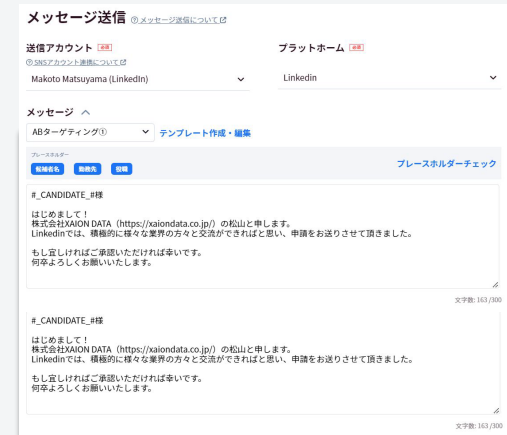 メッセージ送信 ? メッセージ送信について
送信アカウント 必須
? SNSアカウント連携について
Makoto Matsuyama (LinkedIn)
プラットホーム 必須
Linkedin
メッセージ
ABターゲティング① テンプレート作成・編集
プレースホルダー
候補者名 勤務先 役職
プレースホルダーチェック
#_CANDIDATE_#様
はじめまして！
株式会社XAION DATA（https://xaiondata.co.jp/）の松山と申します。
Linkedinでは、積極的に様々な業界の方々と交流ができればと思い、申請をお送りさせて頂きました。
もし宜しければご承認いただければ幸いです。
何卒よろしくお願いいたします。
文字数: 163 /300
#_CANDIDATE_#様
はじめまして！
株式会社XAION DATA（https://xaiondata.co.jp/）の松山と申します。
Linkedinでは、積極的に様々な業界の方々と交流ができればと思い、申請をお送りさせて頂きました。
もし宜しければご承認いただければ幸いです。
何卒よろしくお願いいたします。
文字数: 163 /300